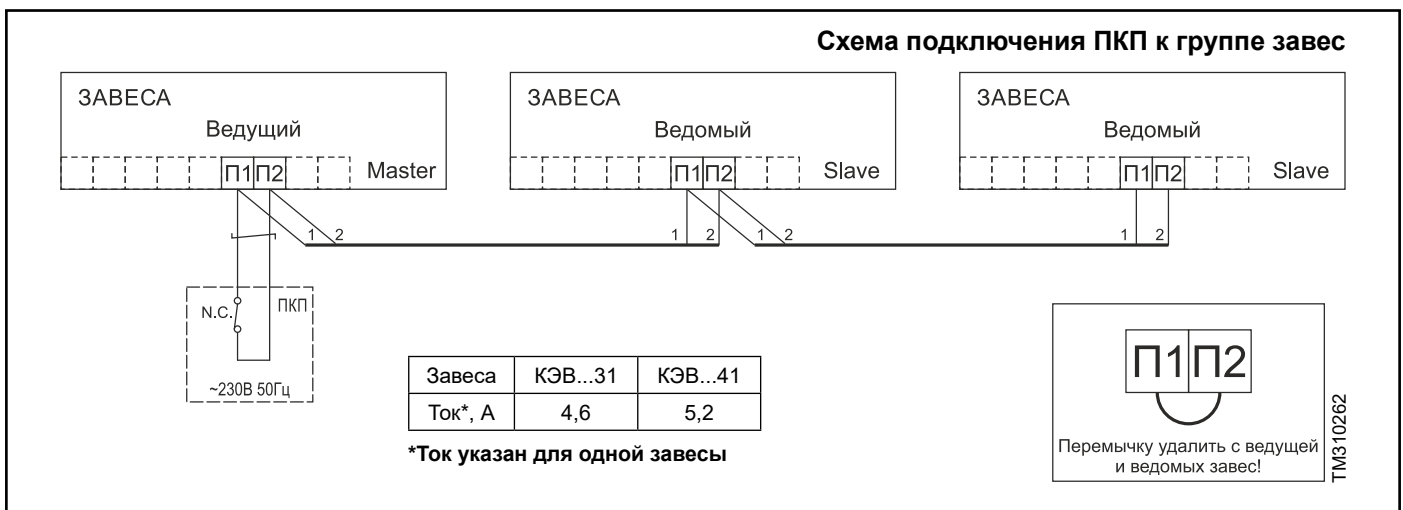 Схема подключения ПКП к группе завес
ЗАВЕСА
Ведущий
П1 П2
Master
ЗАВЕСА
Ведомый
П1 П2
Slave
ЗАВЕСА
Ведомый
П1 П2
Slave
1 2
1 2
1 2
1 2
N.C.
ПКП
~230В 50Гц
Завеса КЭВ...31 КЭВ...41
Ток*, А 4,6 5,2
*Ток указан для одной завесы
П1 П2
Перемычку удалить с ведущей
и ведомых завес!
ТМ310262